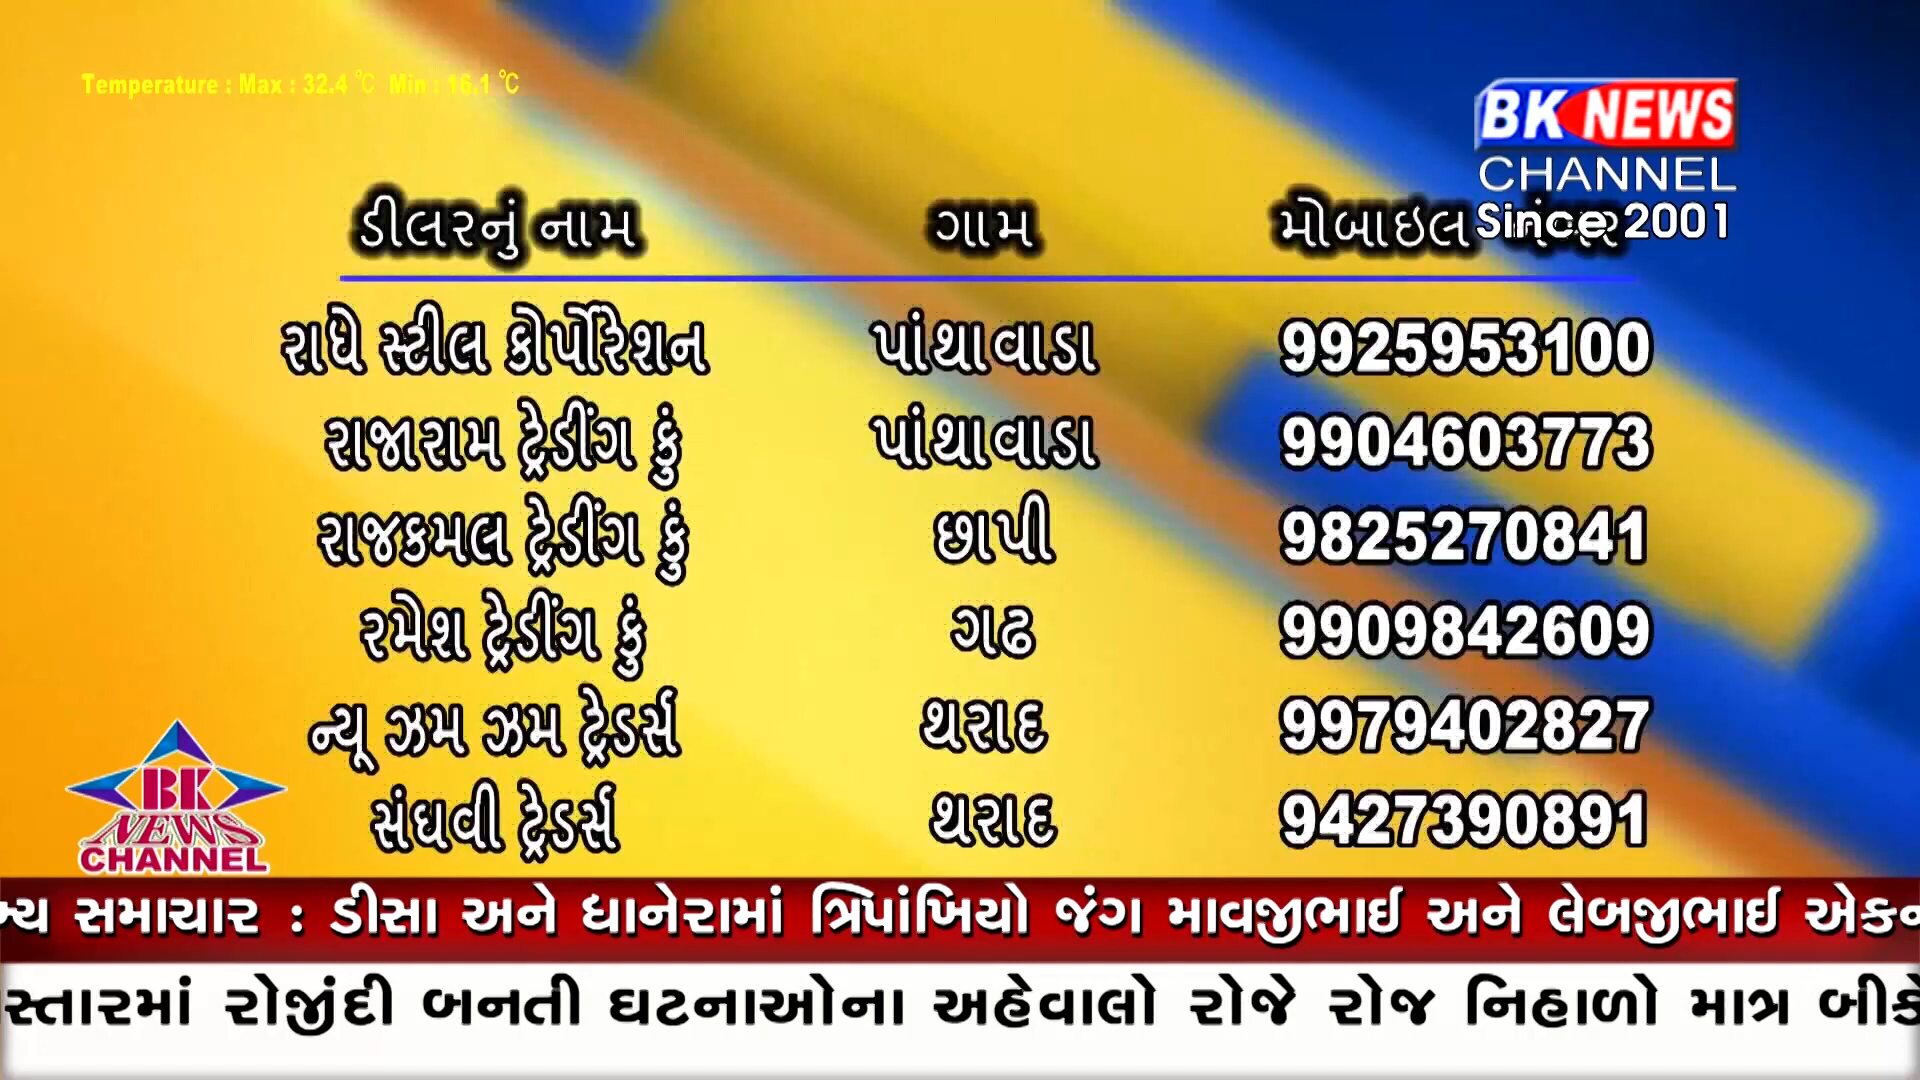 Temperature : Max : 32.4 ℃ Min : 16.1 ℃
BK NEWS
CHANNEL
Since 2001
ડીલરનું નામ ગામ મોબાઇલ
રાધે સ્ટીલ કોર્પોરેશન પાંથાવાડા 9925953100
રાજારામ ટ્રેડીંગ કું પાંથાવાડા 9904603773
રાજકમલ ટ્રેડીંગ કું છાપી 9825270841
રમેશ ટ્રેડીંગ કું ગઢ 9909842609
ન્યૂ ઝમ ઝમ ટ્રેડર્સ થરાદ 9979402827
સંઘવી ટ્રેડર્સ થરાદ 9427390891
BK
NEWS
CHANNEL
સમાચાર : ડીસા અને ધાનેરામાં ત્રિપાંખિયો જંગ માવજીભાઈ અને લેબજીભાઈ
સ્તારમાં રોજીંદી બનતી ઘટનાઓના અહેવાલો રોજે રોજ નિહાળો માત્ર બીકે